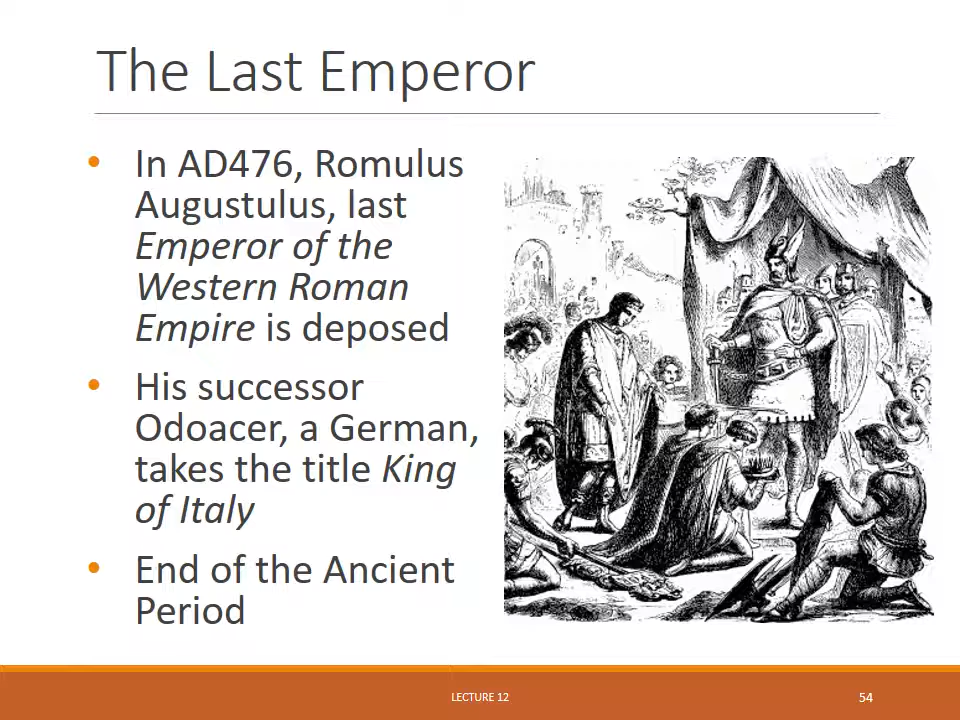 The Last Emperor
• In AD476, Romulus
Augustulus, last
Emperor of the
Western Roman
Empire is deposed
• His successor
Odoacer, a German,
takes the title King
of Italy
• End of the Ancient
Period
LECTURE 12
54